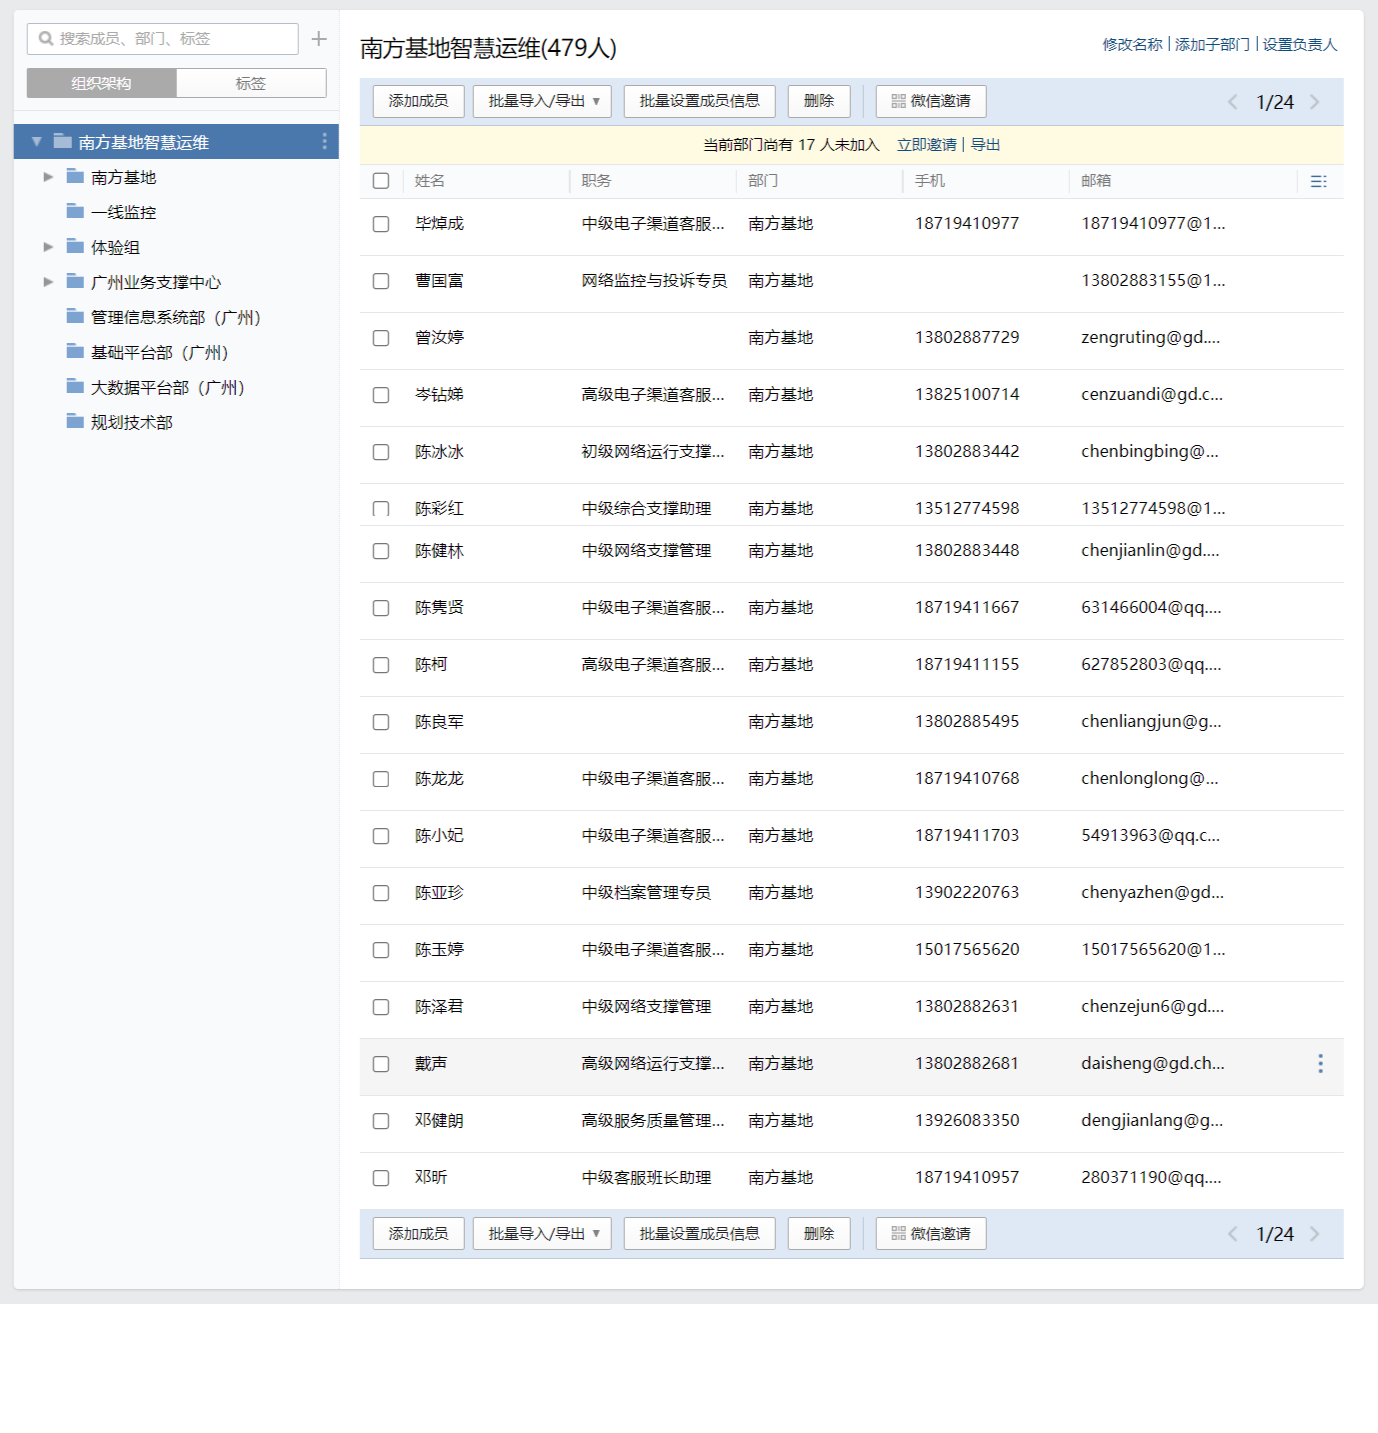 搜索成员、部门、标签
组织架构 标签
南方基地智慧运维
南方基地
一线监控
体验组
广州业务支撑中心
管理信息系统部（广州）
基础平台部（广州）
大数据平台部（广州）
规划技术部
南方基地智慧运维(479人)
修改名称 | 添加子部门 | 设置负责人
添加成员 批量导入/导出 批量设置成员信息 删除 微信邀请 1/24
当前部门尚有 17 人未加入 立即邀请 | 导出
姓名 职务 部门 手机 邮箱
毕焯成 中级电子渠道客服... 南方基地 18719410977 18719410977@1...
曹国富 网络监控与投诉专员 南方基地 13802883155@1...
曾汝婷 南方基地 13802887729 zengruting@gd....
岑钻娣 高级电子渠道客服... 南方基地 13825100714 cenzuandi@gd.c...
陈冰冰 初级网络运行支撑... 南方基地 13802883442 chenbingbing@...
陈彩红 中级综合支撑助理 南方基地 13512774598 13512774598@1...
陈健林 中级网络支撑管理 南方基地 13802883448 chenjianlin@gd....
陈隽贤 中级电子渠道客服... 南方基地 18719411667 631466004@qq....
陈柯 高级电子渠道客服... 南方基地 18719411155 627852803@qq....
陈良军 南方基地 13802885495 chenliangjun@g...
陈龙龙 中级电子渠道客服... 南方基地 18719410768 chenlonglong@...
陈小妃 中级电子渠道客服... 南方基地 18719411703 54913963@qq.c...
陈亚珍 中级档案管理专员 南方基地 13902220763 chenyazhen@gd...
陈玉婷 中级电子渠道客服... 南方基地 15017565620 15017565620@1...
陈泽君 中级网络支撑管理 南方基地 13802882631 chenzejun6@gd....
戴声 高级网络运行支撑... 南方基地 13802882681 daisheng@gd.ch...
邓健朗 高级服务质量管理... 南方基地 13926083350 dengjianlang@g...
邓昕 中级客服班长助理 南方基地 18719410957 280371190@qq....
添加成员 批量导入/导出 批量设置成员信息 删除 微信邀请 1/24